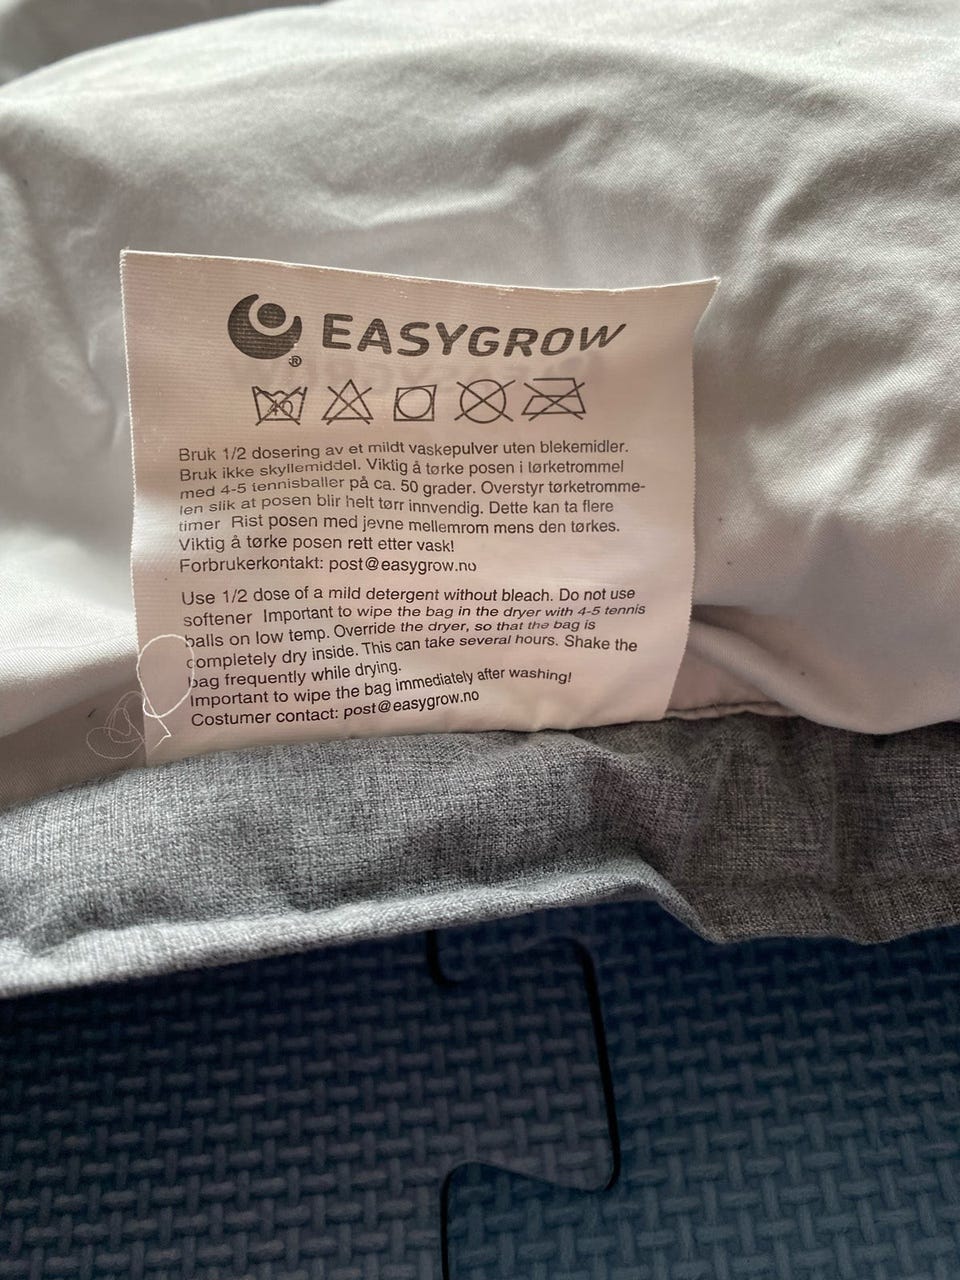 EASYGROW
®
40
Bruk 1/2 dosering av et mildt vaskepulver uten blekemidler.
Bruk ikke skyllemiddel. Viktig å tørke posen i tørketrommel
med 4-5 tennisballer på ca. 50 grader. Overstyr tørketromme-
len slik at posen blir helt tørr innvendig. Dette kan ta flere
timer Rist posen med jevne mellemrom mens den tørkes.
Viktig å tørke posen rett etter vask!
Forbrukerkontakt: post@easygrow.no
Use 1/2 dose of a mild detergent without bleach. Do not use
softener Important to wipe the bag in the dryer with 4-5 tennis
balls on low temp. Override the dryer, so that the bag is
completely dry inside. This can take several hours. Shake the
bag frequently while drying.
Important to wipe the bag immediately after washing!
Costumer contact: post@easygrow.no